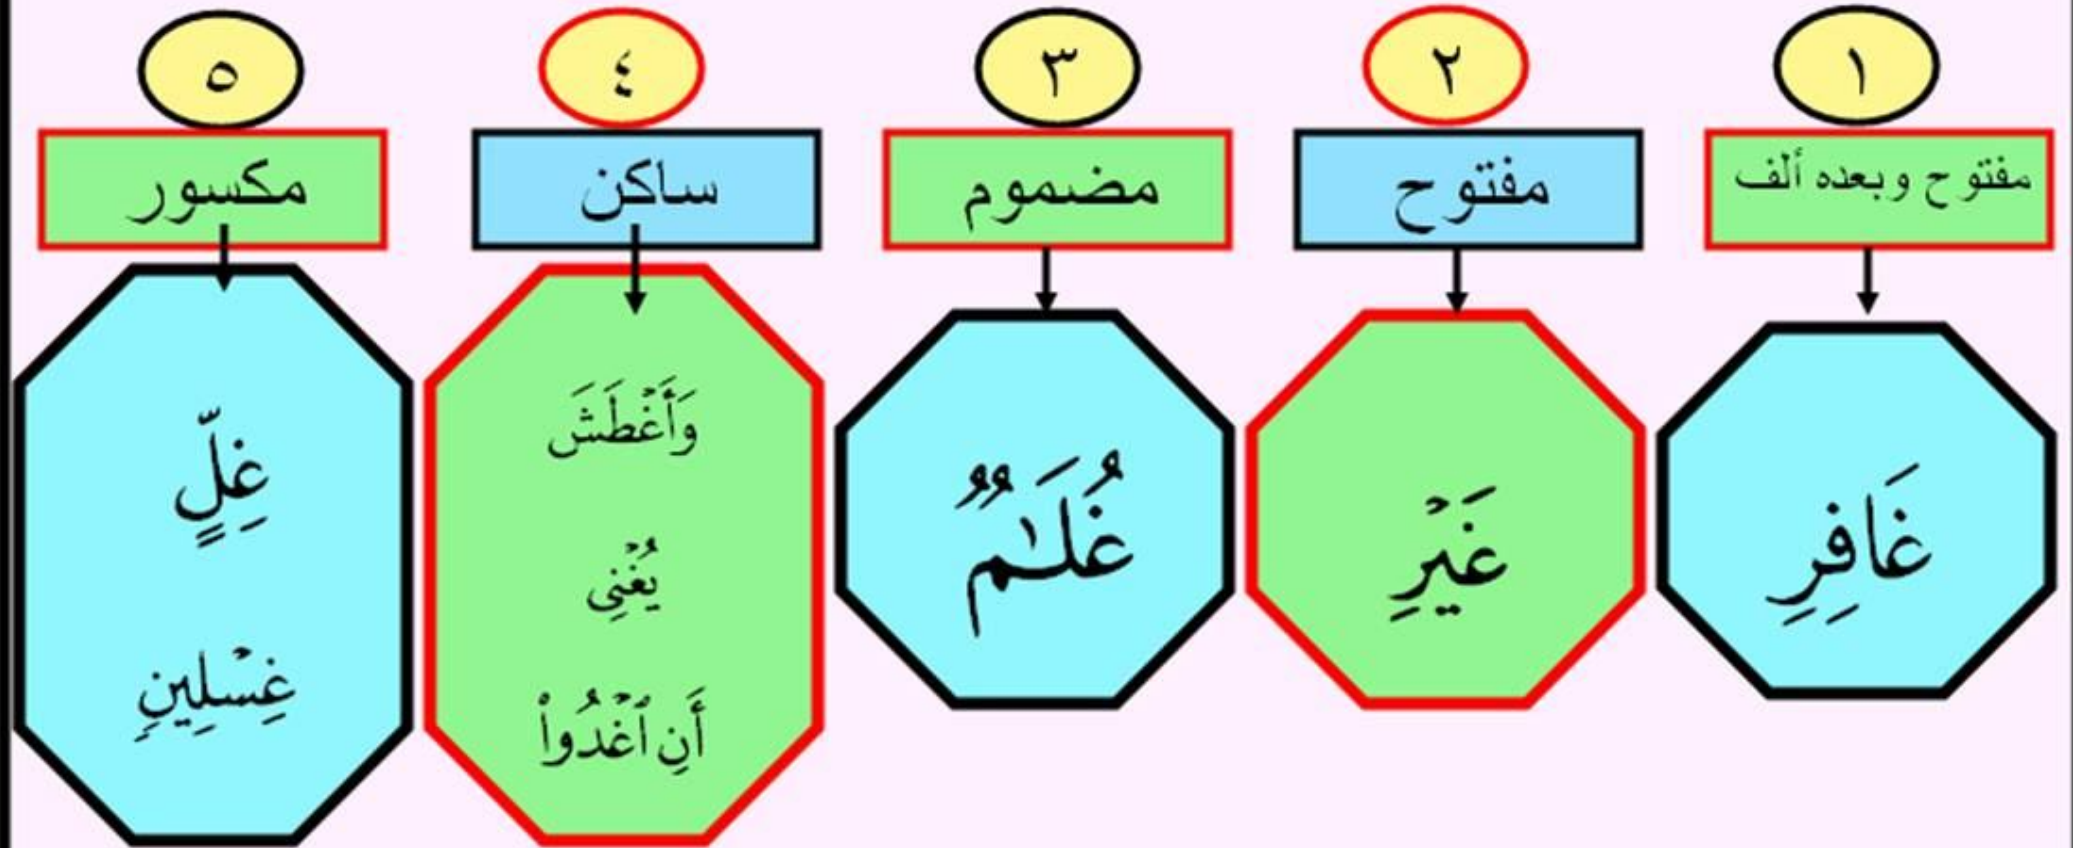 ١
٢
٣
٤
٥
مفتوح وبعده ألف
مفتوح
مضموم
ساكن
مكسور
غَافِرِ
غَيۡرِ
غُلَـٰمٌ
وَأَغۡطَشَ
يُغۡنِى
أَنِ ٱغۡدُوا۟
غِلٍّ
غِسۡلِينٍ